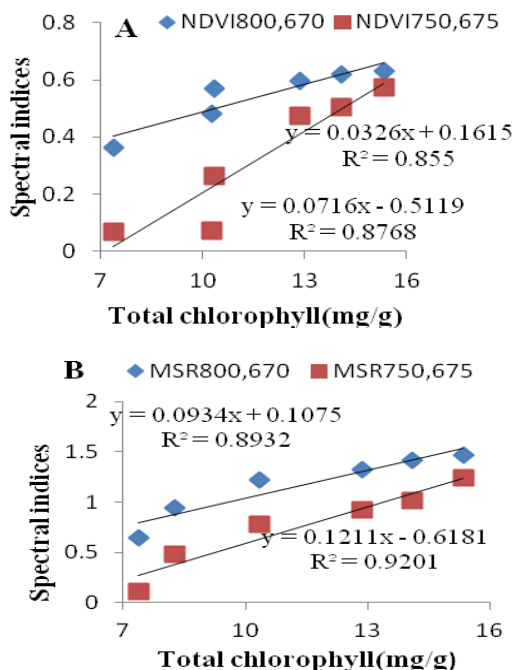 A
NDVI800,670 NDVI750,675
0.8
0.6
0.4
0.2
0
Spectral indices
y = 0.0326x + 0.1615
R² = 0.855
y = 0.0716x - 0.5119
R² = 0.8768
7 10 13 16
Total chlorophyll(mg/g)
B
MSR800,670 MSR750,675
2
1.5
1
0.5
0
Spectral indices
y = 0.0934x + 0.1075
R² = 0.8932
y = 0.1211x - 0.6181
R² = 0.9201
7 10 13 16
Total chlorophyll(mg/g)